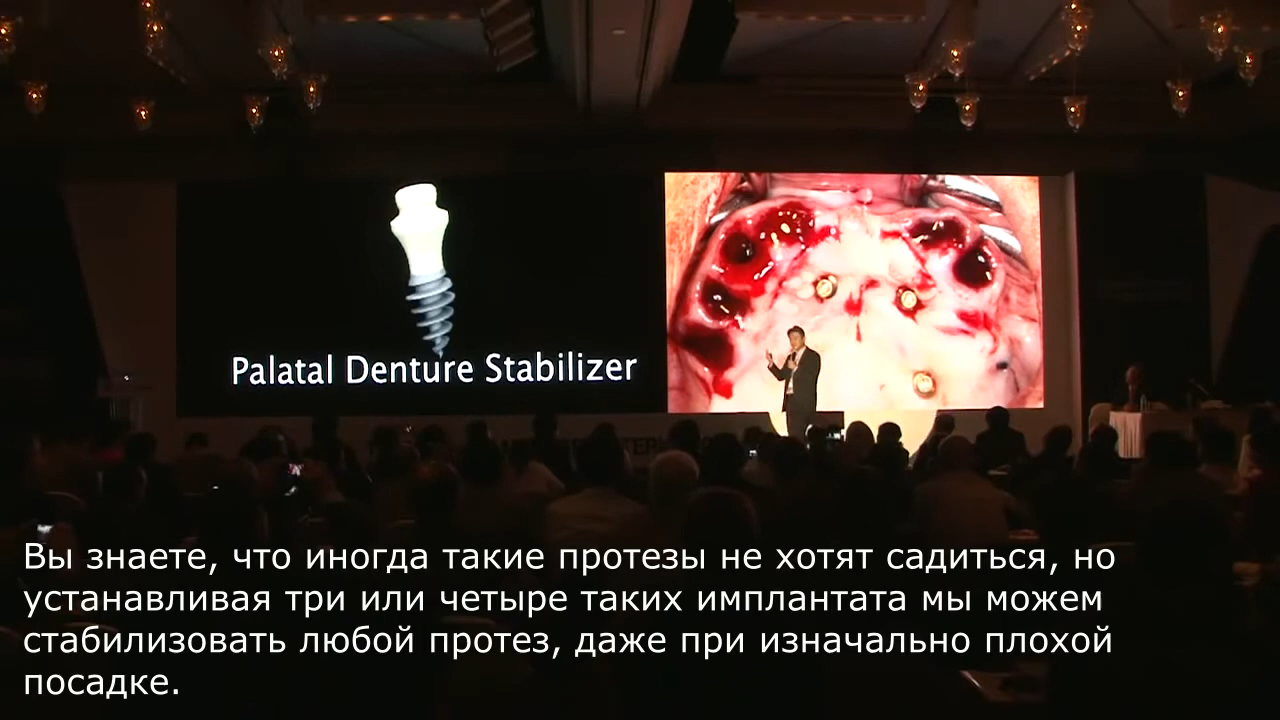 Palatal Denture Stabilizer
Вы знаете, что иногда такие протезы не хотят садиться, но
устанавливая три или четыре таких имплантата мы можем
стабилизовать любой протез, даже при изначально плохой
посадке.